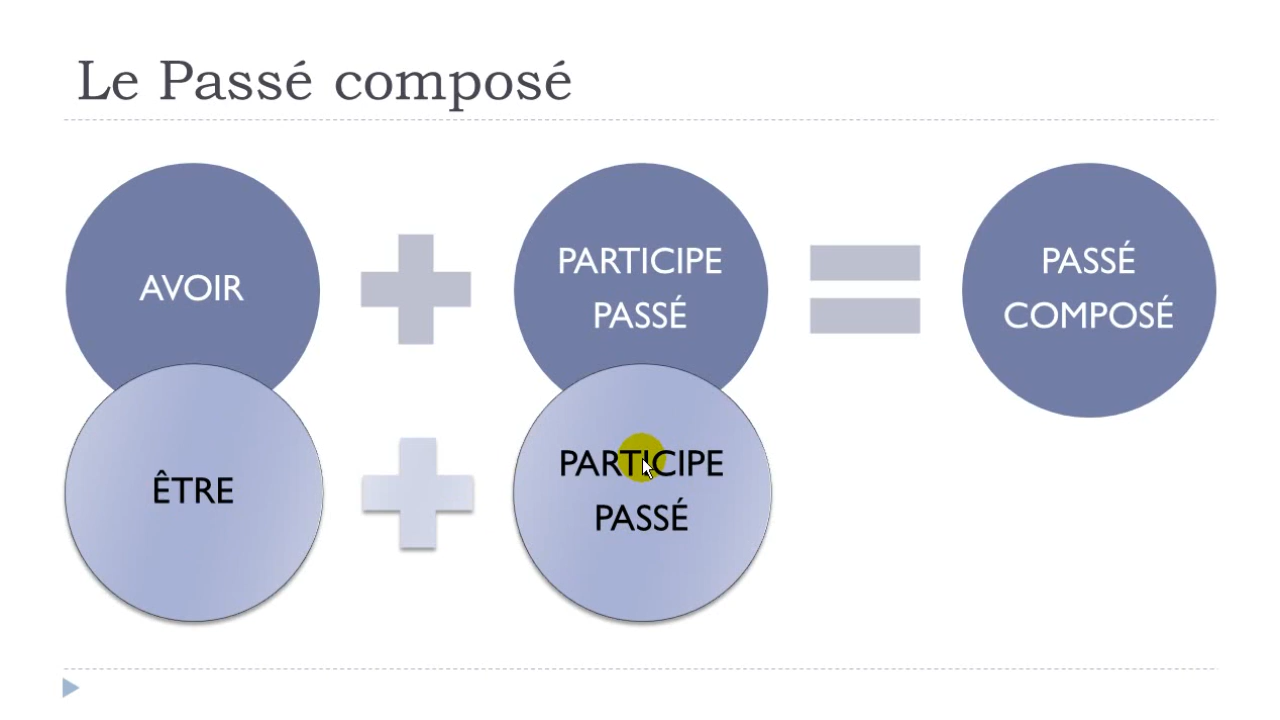 Le Passé composé
AVOIR
PARTICIPE
PASSÉ
PASSÉ
COMPOSÉ
ÊTRE
PARTICIPE
PASSÉ